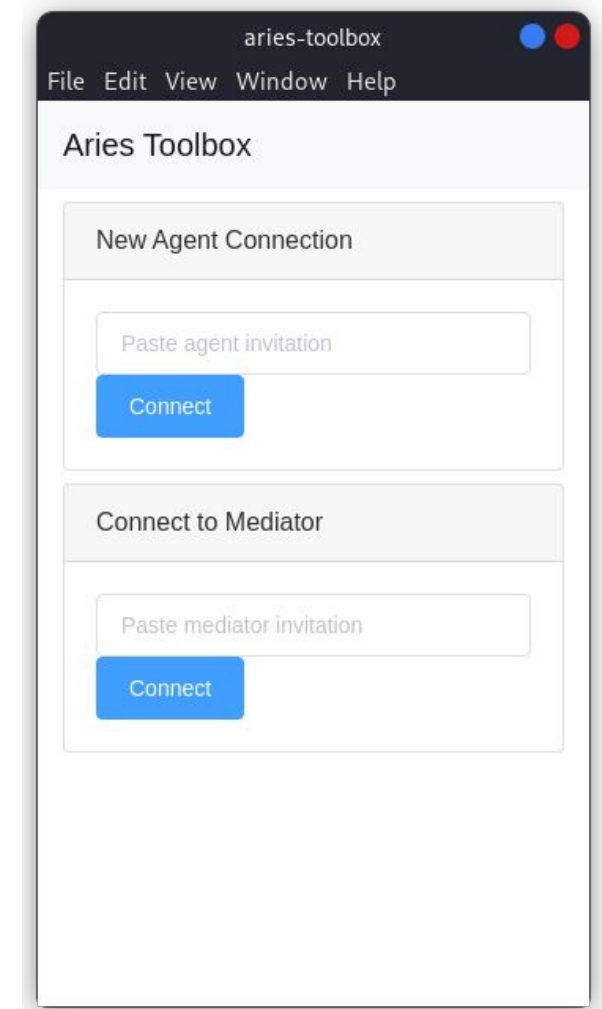 aries-toolbox
File Edit View Window Help
Aries Toolbox
New Agent Connection
Paste agent invitation
Connect
Connect to Mediator
Paste mediator invitation
Connect